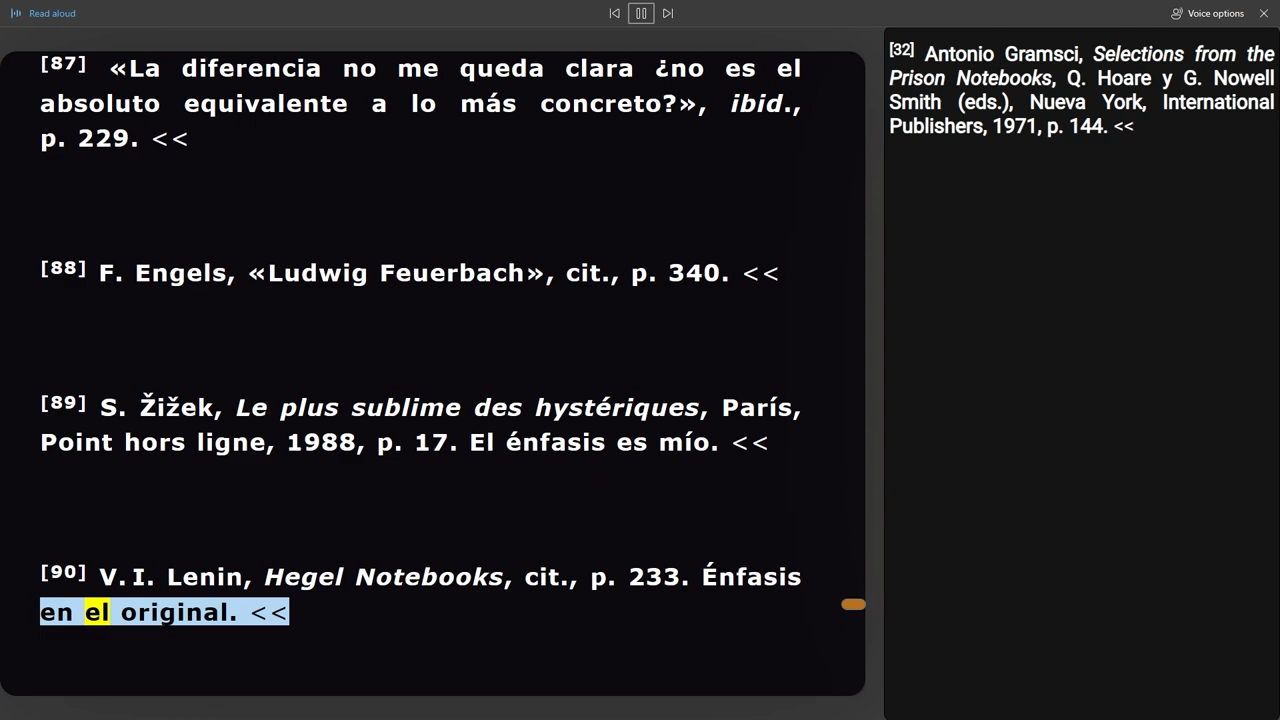 Read aloud
Voice options
[87] «La diferencia no me queda clara ¿no es el
absoluto equivalente a lo más concreto?», ibid.,
p. 229. <<
[88] F. Engels, «Ludwig Feuerbach», cit., p. 340. <<
[89] S. Žižek, Le plus sublime des hystériques, París,
Point hors ligne, 1988, p. 17. El énfasis es mío. <<
[90] V. I. Lenin, Hegel Notebooks, cit., p. 233. Énfasis
en el original. <<
[32] Antonio Gramsci, Selections from the
Prison Notebooks, Q. Hoare y G. Nowell
Smith (eds.), Nueva York, International
Publishers, 1971, p. 144. <<